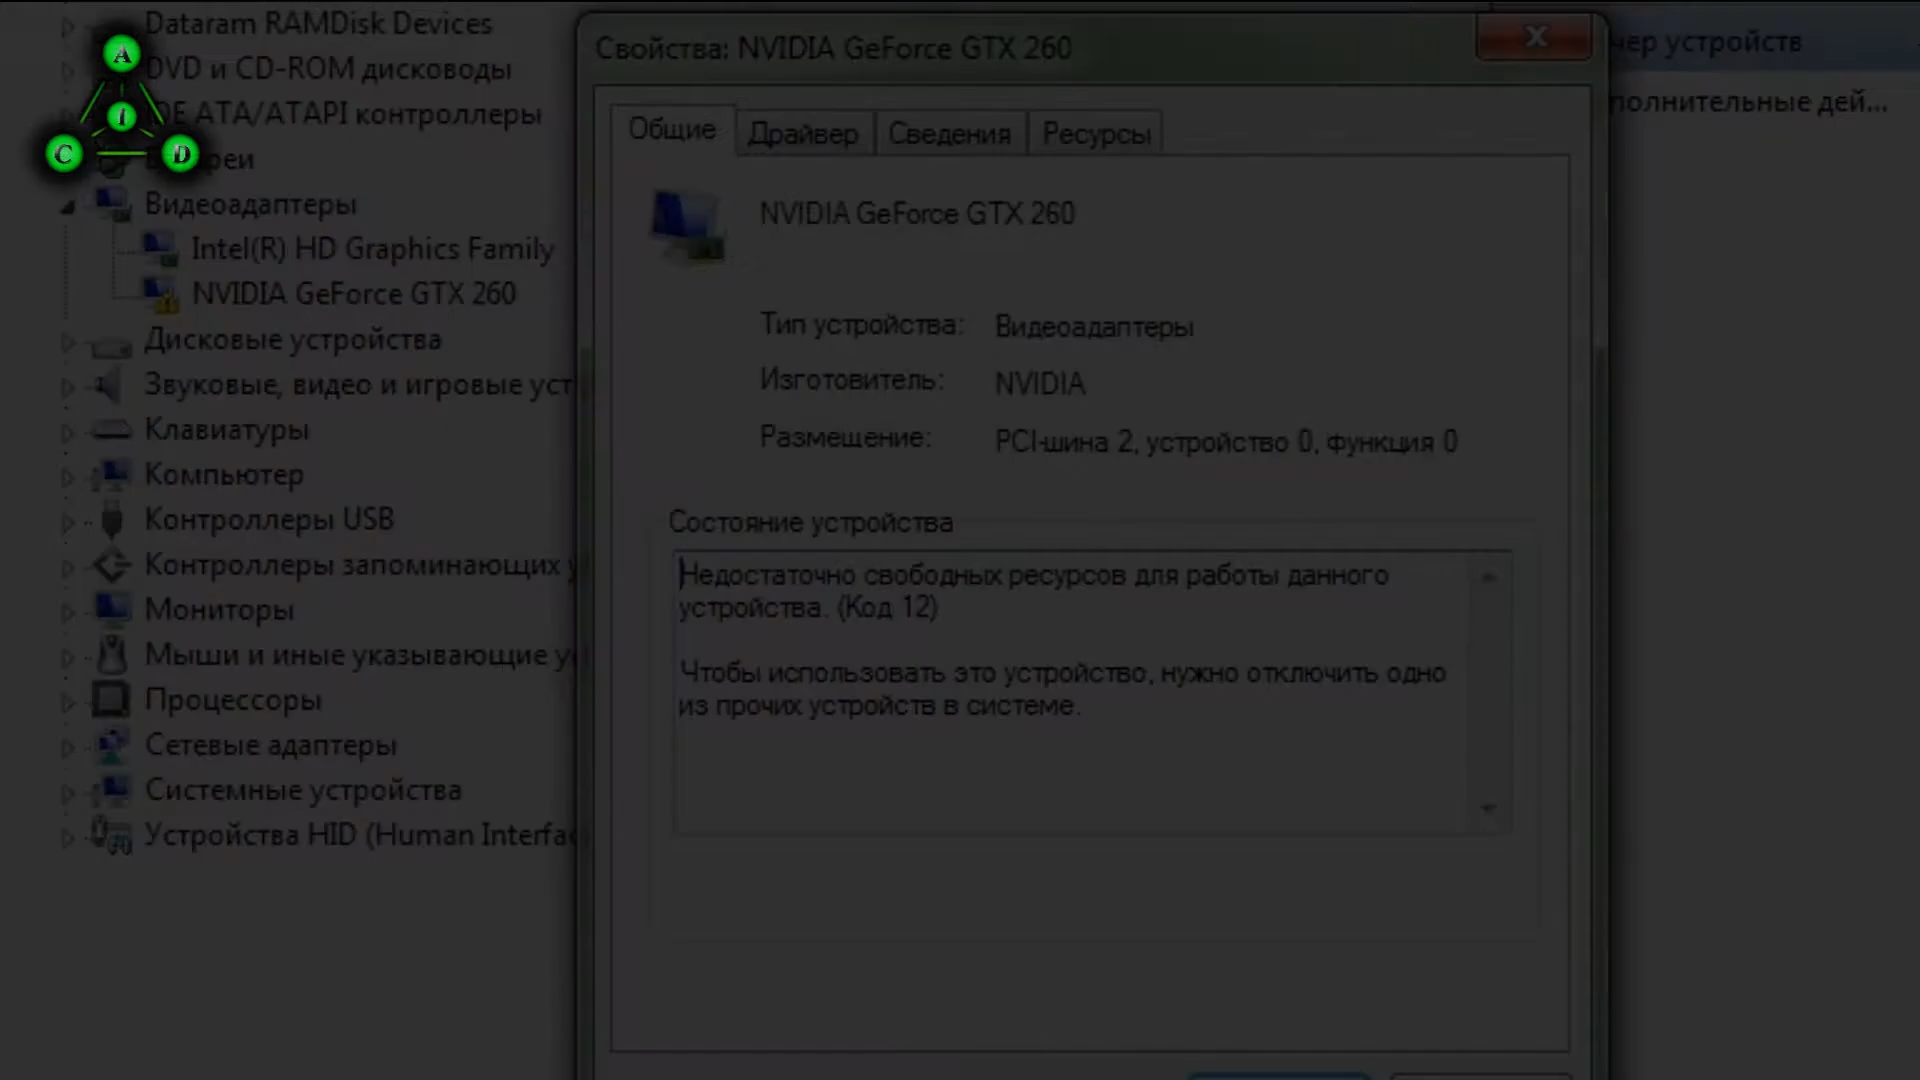 Dataram RAMDisk Devices
DVD и CD-ROM дисководы
IDE ATA/ATAPI контроллеры
A
I
C
D
Видеоадаптеры
Intel(R) HD Graphics Family
NVIDIA GeForce GTX 260
Дисковые устройства
Звуковые, видео и игровые уст
Клавиатуры
Компьютер
Контроллеры USB
Контроллеры запоминающих у
Мониторы
Мыши и иные указывающие у
Процессоры
Сетевые адаптеры
Системные устройства
Устройства HID (Human Interfac
Свойства: NVIDIA GeForce GTX 260
Общие
Драйвер
Сведения
Ресурсы
NVIDIA GeForce GTX 260
Тип устройства: Видеоадаптеры
Изготовитель: NVIDIA
Размещение: PCI-шина 2, устройство 0, функция 0
Состояние устройства
Недостаточно свободных ресурсов для работы данного
устройства. (Код 12)
Чтобы использовать это устройство, нужно отключить одно
из прочих устройств в системе.
чер устройств
полнительные дей...